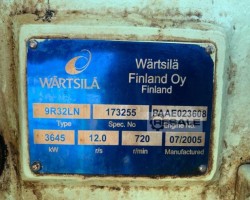 Wärtsilä
Finland Oy
Finland
WÄRTSILÄ
9R32LN 173255 PAAE023608
Type Spec. No Engine No
3645 12.0 720 07/2005
kW r/s r/min Manufactured